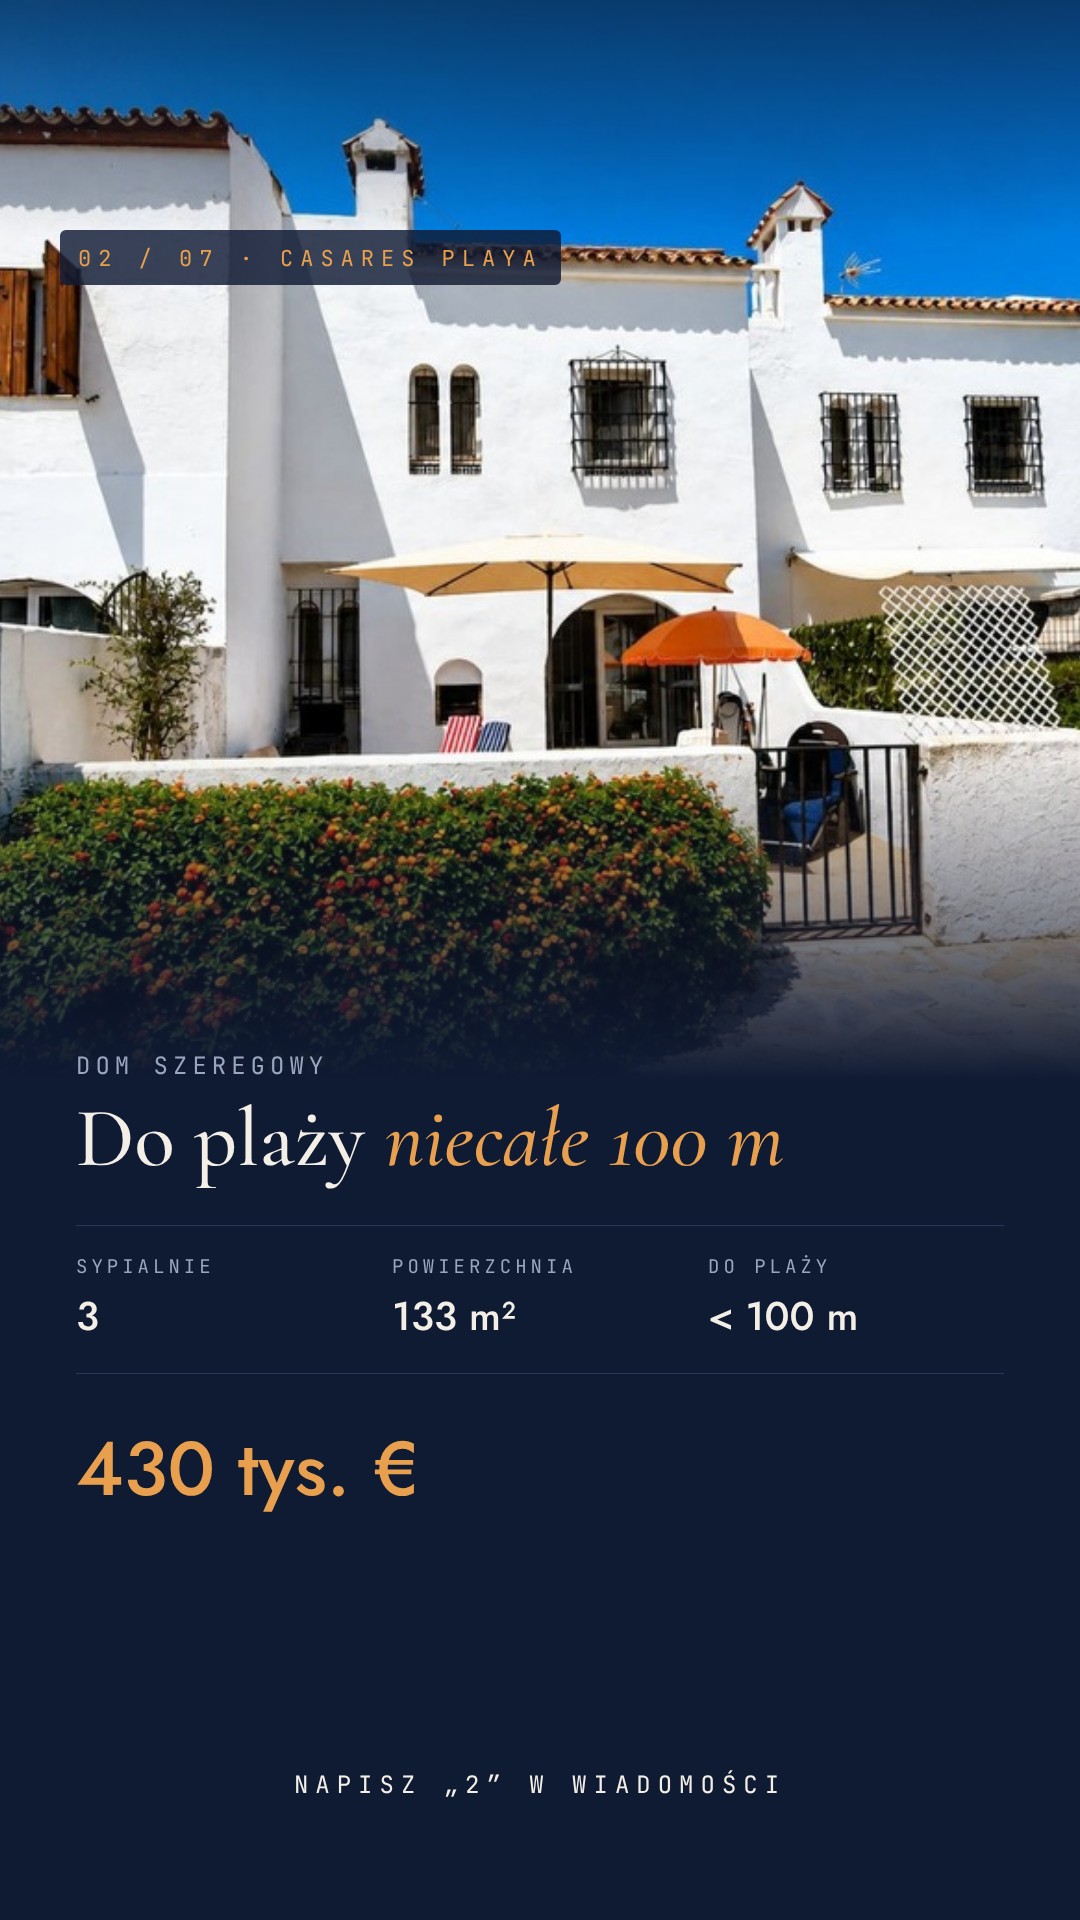 02 / 07 · CASARES PLAYA
DOM SZEREGOWY
Do plaży niecałe 100 m
SYPIALNIE POWIERZCHNIA DO PLAŻY
3 133 m² < 100 m
430 tys. €
NAPISZ „2” W WIADOMOŚCI